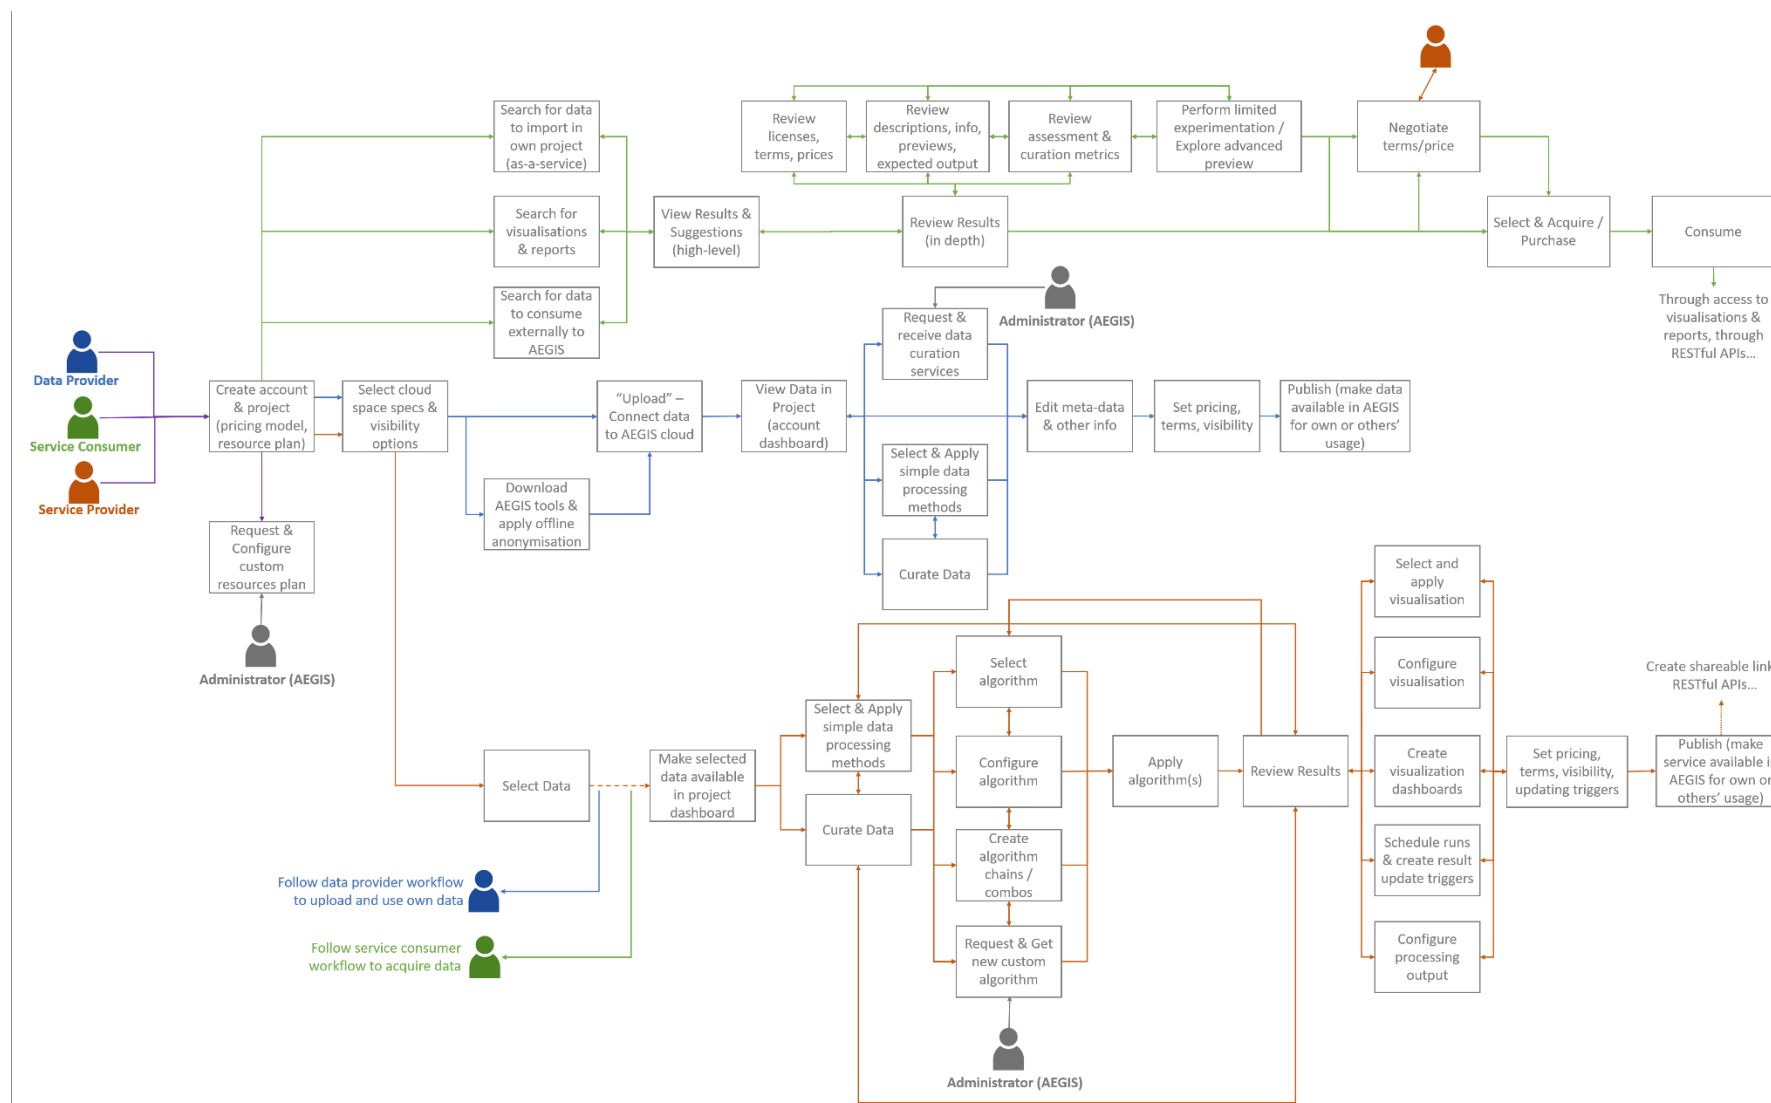 Search for data
to import in
own project
(as-a-service)
Review
licenses,
terms, prices
Review
descriptions, info,
previews,
expected output
Review
assessment &
curation metrics
Perform limited
experimentation /
Explore advanced
preview
Negotiate
terms/price
Search for
visualisations
& reports
View Results &
Suggestions
(high-level)
Review Results
(in depth)
Select & Acquire /
Purchase
Consume
Search for data
to consume
externally to
AEGIS
Request &
receive data
curation
services
Administrator (AEGIS)
Through access to
visualisations &
reports, through
RESTful APIs...
Data Provider
Service Consumer
Service Provider
Create account
& project
(pricing model,
resource plan)
Select cloud
space specs &
visibility
options
“Upload” –
Connect data
to AEGIS cloud
View Data in
Project
(account
dashboard)
Edit meta-data
& other info
Set pricing,
terms, visibility
Publish (make data
available in AEGIS
for own or others’
usage)
Download
AEGIS tools &
apply offline
anonymisation
Select & Apply
simple data
processing
methods
Curate Data
Request &
Configure
custom
resources plan
Administrator (AEGIS)
Select and
apply
visualisation
Select
algorithm
Configure
visualisation
Create shareable link
RESTful APIs...
Select Data
Make selected
data available
in project
dashboard
Select & Apply
simple data
processing
methods
Configure
algorithm
Apply
algorithm(s)
Review Results
Create
visualization
dashboards
Set pricing,
terms, visibility,
updating triggers
Publish (make
service available i
AEGIS for own or
others’ usage)
Curate Data
Create
algorithm
chains /
combos
Schedule runs
& create result
update triggers
Follow data provider workflow
to upload and use own data
Follow service consumer
workflow to acquire data
Request & Get
new custom
algorithm
Configure
processing
output
Administrator (AEGIS)